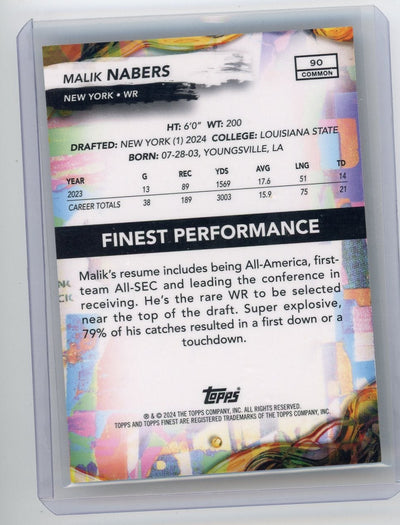 90
COMMON
MALIK NABERS
NEW YORK • WR
HT: 6'0" WT: 200
DRAFTED: NEW YORK (1) 2024 COLLEGE: LOUISIANA STATE
BORN: 07-28-03, YOUNGSVILLE, LA
YEAR G REC YDS AVG LNG TD
2023 13 89 1569 17.6 51 14
CAREER TOTALS 38 189 3003 15.9 75 21
FINEST PERFORMANCE
Malik's resume includes being All-America, first-
team All-SEC and leading the conference in
receiving. He's the rare WR to be selected
near the top of the draft. Super explosive,
79% of his catches resulted in a first down or a
touchdown.
Topps
® & © 2024 THE TOPPS COMPANY, INC. ALL RIGHTS RESERVED.
TOPPS AND TOPPS FINEST ARE REGISTERED TRADEMARKS OF THE TOPPS COMPANY, INC.